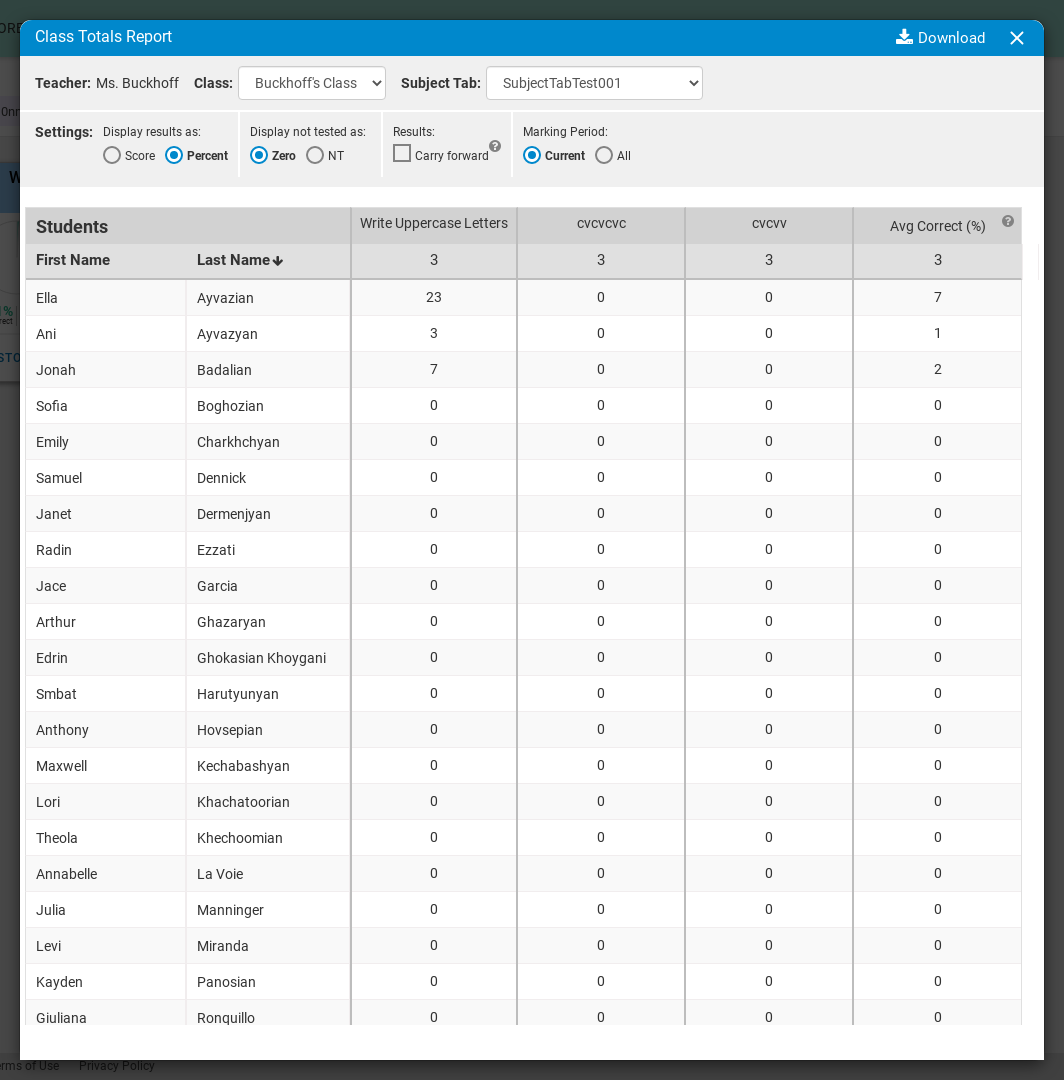 Class Totals Report Download
Teacher: Ms. Buckhoff Class: Buckhoff's Class Subject Tab: SubjectTabTest001
Settings: Display results as: Display not tested as: Results: Marking Period:
Score Percent Zero NT Carry forward Current All
Students Write Uppercase Letters cvcvcvc cvcvv Avg Correct (%)
First Name Last Name 3 3 3 3
Ella Ayvazian 23 0 0 7
Ani Ayvazyan 3 0 0 1
Jonah Badalian 7 0 0 2
Sofia Boghozian 0 0 0 0
Emily Charkhchyan 0 0 0 0
Samuel Dennick 0 0 0 0
Janet Dermenjyan 0 0 0 0
Radin Ezzati 0 0 0 0
Jace Garcia 0 0 0 0
Arthur Ghazaryan 0 0 0 0
Edrin Ghokasian Khoygani 0 0 0 0
Smbat Harutyunyan 0 0 0 0
Anthony Hovsepian 0 0 0 0
Maxwell Kechabashyan 0 0 0 0
Lori Khachatoorian 0 0 0 0
Theola Khechoomian 0 0 0 0
Annabelle La Voie 0 0 0 0
Julia Manninger 0 0 0 0
Levi Miranda 0 0 0 0
Kayden Panosian 0 0 0 0
Giuliana Ronquillo 0 0 0 0
of Use Privacy Policy